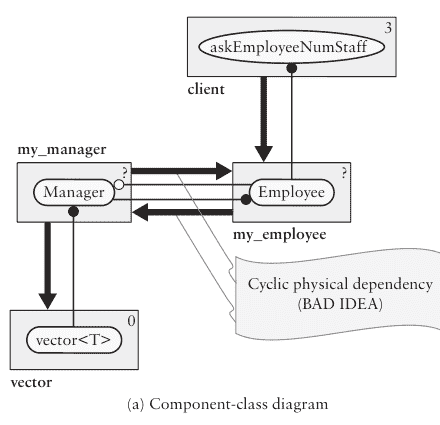 3
askEmployeeNumStaff
client
my_manager
?
?
Manager
Employee
my_employee
Cyclic physical dependency
(BAD IDEA)
0
vector<T>
vector
(a) Component-class diagram